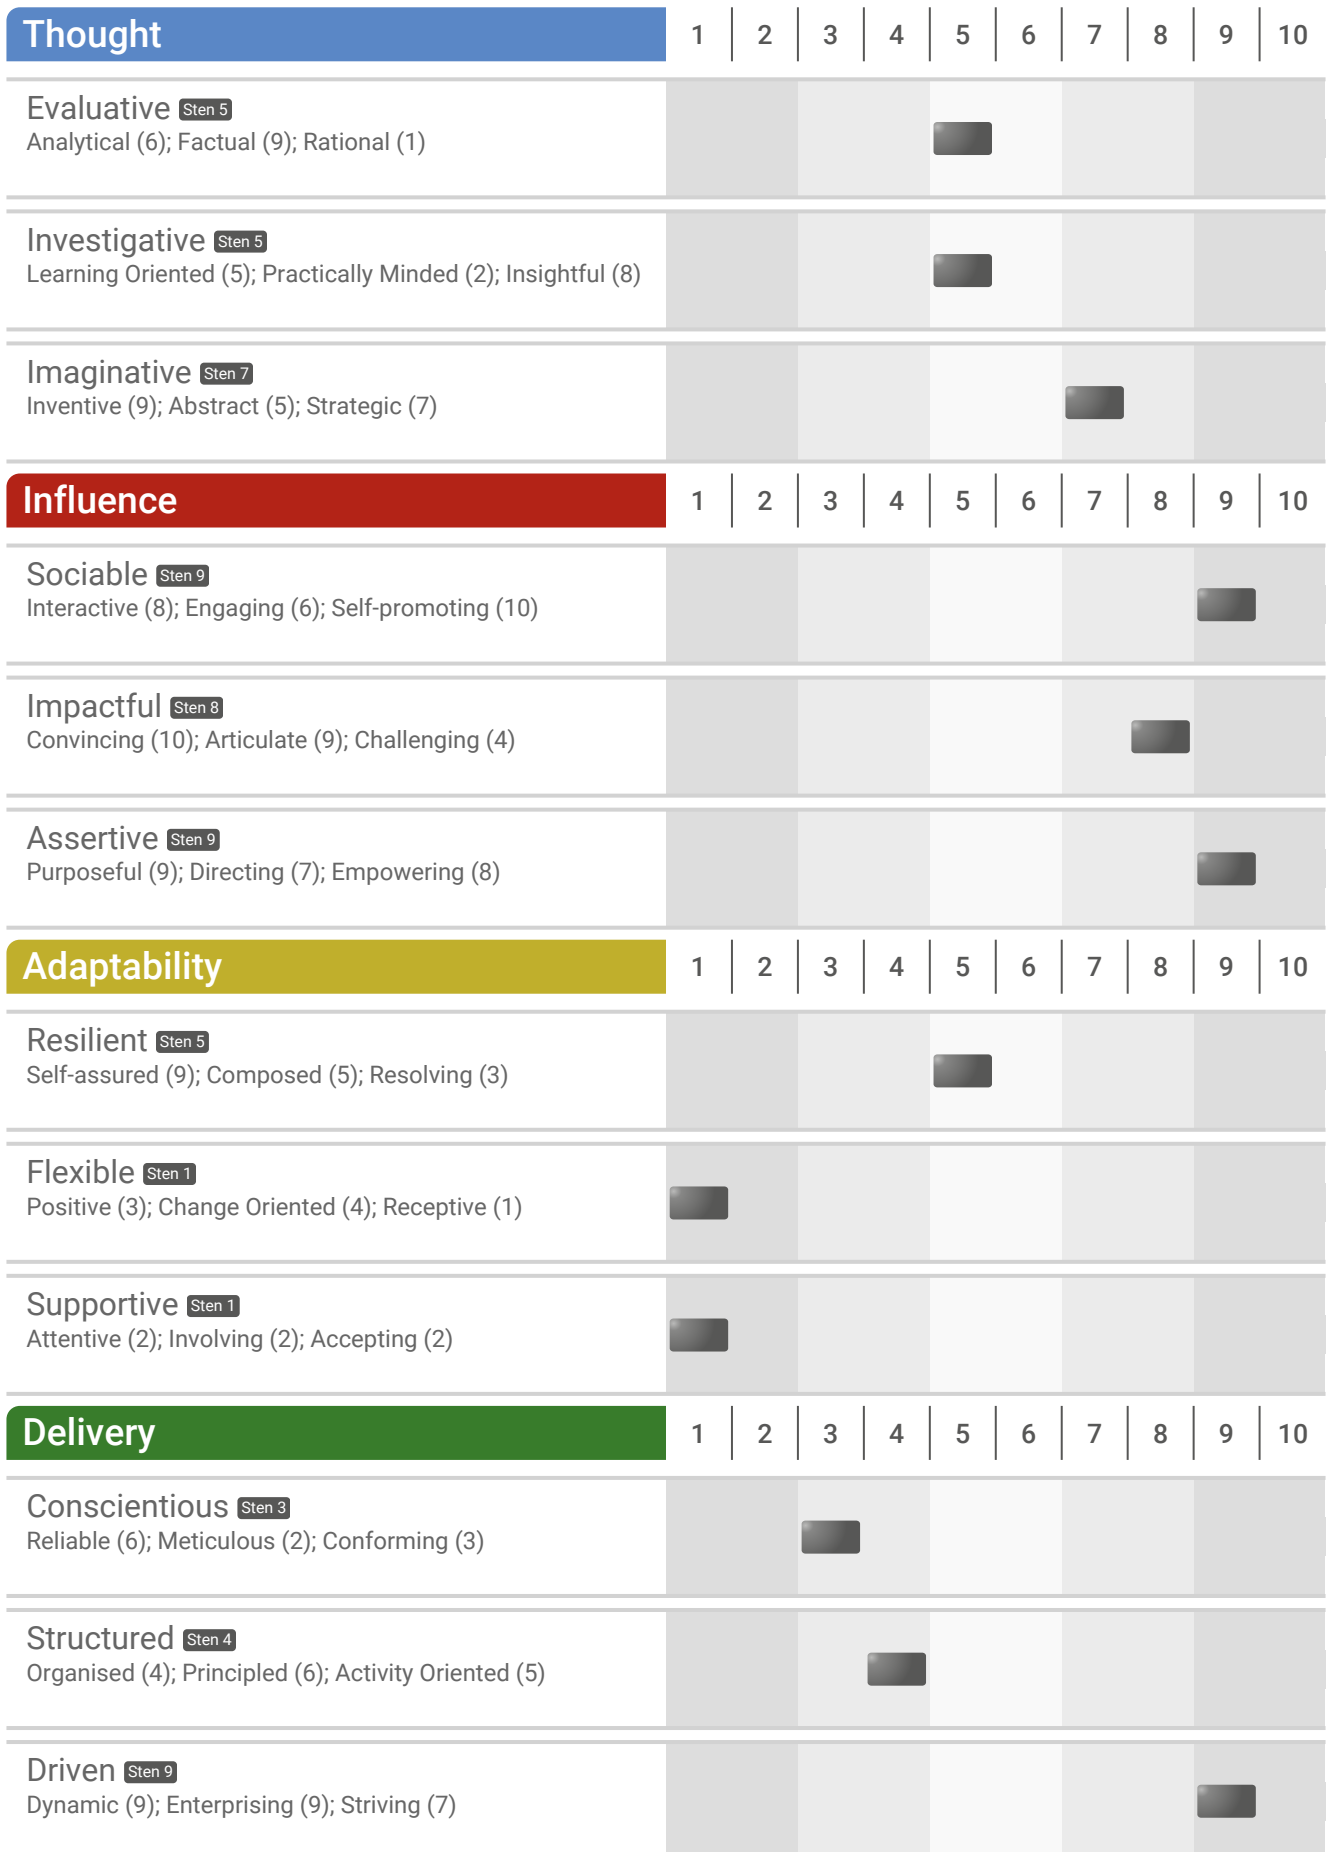 Thought 1 2 3 4 5 6 7 8 9 10
Evaluative Sten 5
Analytical (6); Factual (9); Rational (1)
Investigative Sten 5
Learning Oriented (5); Practically Minded (2); Insightful (8)
Imaginative Sten 7
Inventive (9); Abstract (5); Strategic (7)
Influence 1 2 3 4 5 6 7 8 9 10
Sociable Sten 9
Interactive (8); Engaging (6); Self-promoting (10)
Impactful Sten 8
Convincing (10); Articulate (9); Challenging (4)
Assertive Sten 9
Purposeful (9); Directing (7); Empowering (8)
Adaptability 1 2 3 4 5 6 7 8 9 10
Resilient Sten 5
Self-assured (9); Composed (5); Resolving (3)
Flexible Sten 1
Positive (3); Change Oriented (4); Receptive (1)
Supportive Sten 1
Attentive (2); Involving (2); Accepting (2)
Delivery 1 2 3 4 5 6 7 8 9 10
Conscientious Sten 3
Reliable (6); Meticulous (2); Conforming (3)
Structured Sten 4
Organised (4); Principled (6); Activity Oriented (5)
Driven Sten 9
Dynamic (9); Enterprising (9); Striving (7)